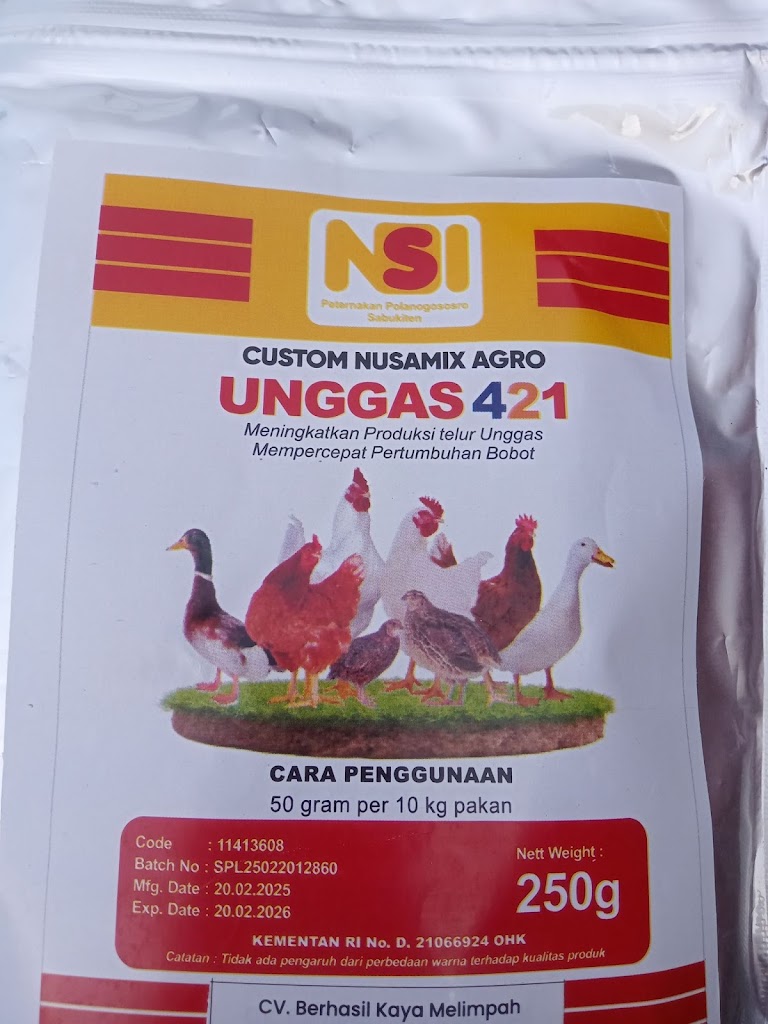 NSI
Peternakan Polanogososro
Sabukiten
CUSTOM NUSAMIX AGRO
UNGGAS 421
Meningkatkan Produksi telur Unggas
Mempercepat Pertumbuhan Bobot
CARA PENGGUNAAN
50 gram per 10 kg pakan
Code : 11413608
Batch No : SPL25022012860
Mfg. Date : 20.02.2025
Exp. Date : 20.02.2026
Nett Weight :
250g
KEMENTAN RI No. D. 21066924 OHK
Catatan : Tidak ada pengaruh dari perbedaan warna terhadap kualitas produk
CV. Berhasil Kaya Melimpah